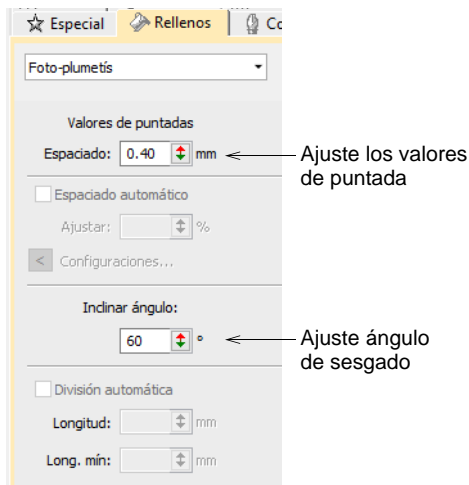 Especial Rellenos Co
Foto-plumetís
Valores de puntadas
Espaciado: 0.40 mm
Ajuste los valores
de puntada
Espaciado automático
Ajustar: %
< Configuraciones...
Inclinar ángulo:
60 °
Ajuste ángulo
de sesgado
División automática
Longitud: mm
Long. mín: mm